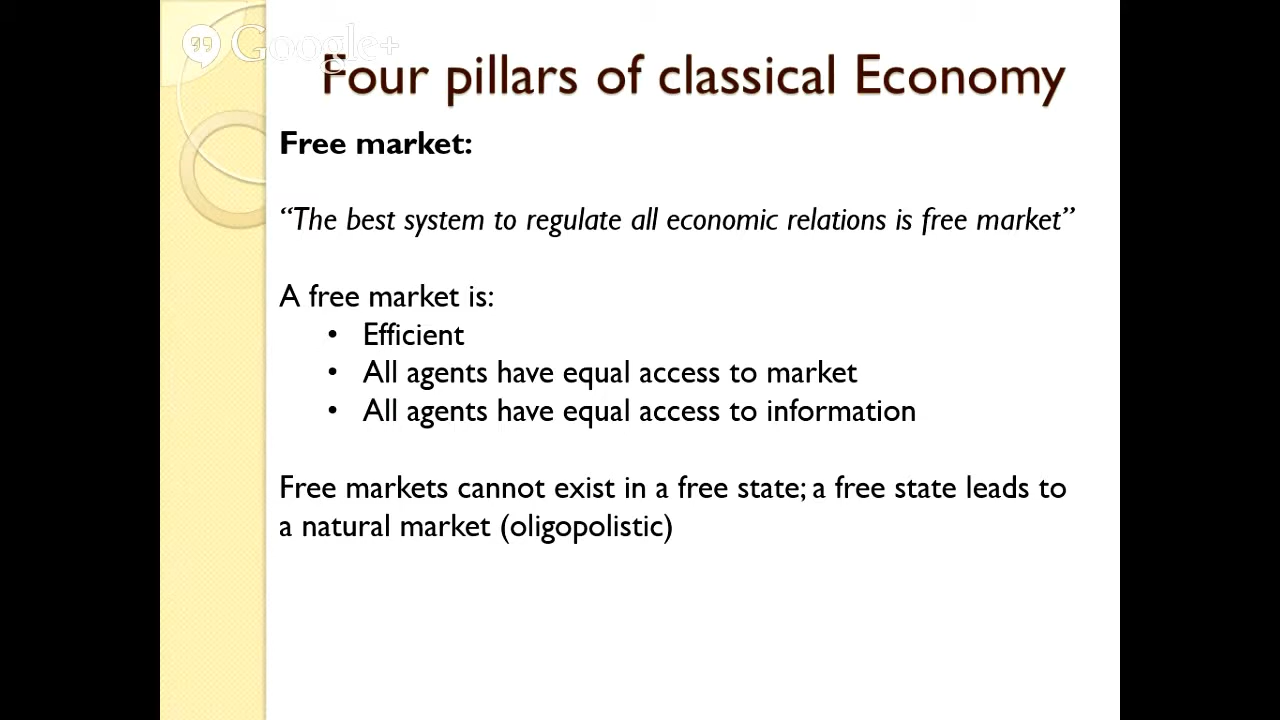 Google+
Four pillars of classical Economy
Free market:
“The best system to regulate all economic relations is free market”
A free market is:
• Efficient
• All agents have equal access to market
• All agents have equal access to information
Free markets cannot exist in a free state; a free state leads to
a natural market (oligopolistic)